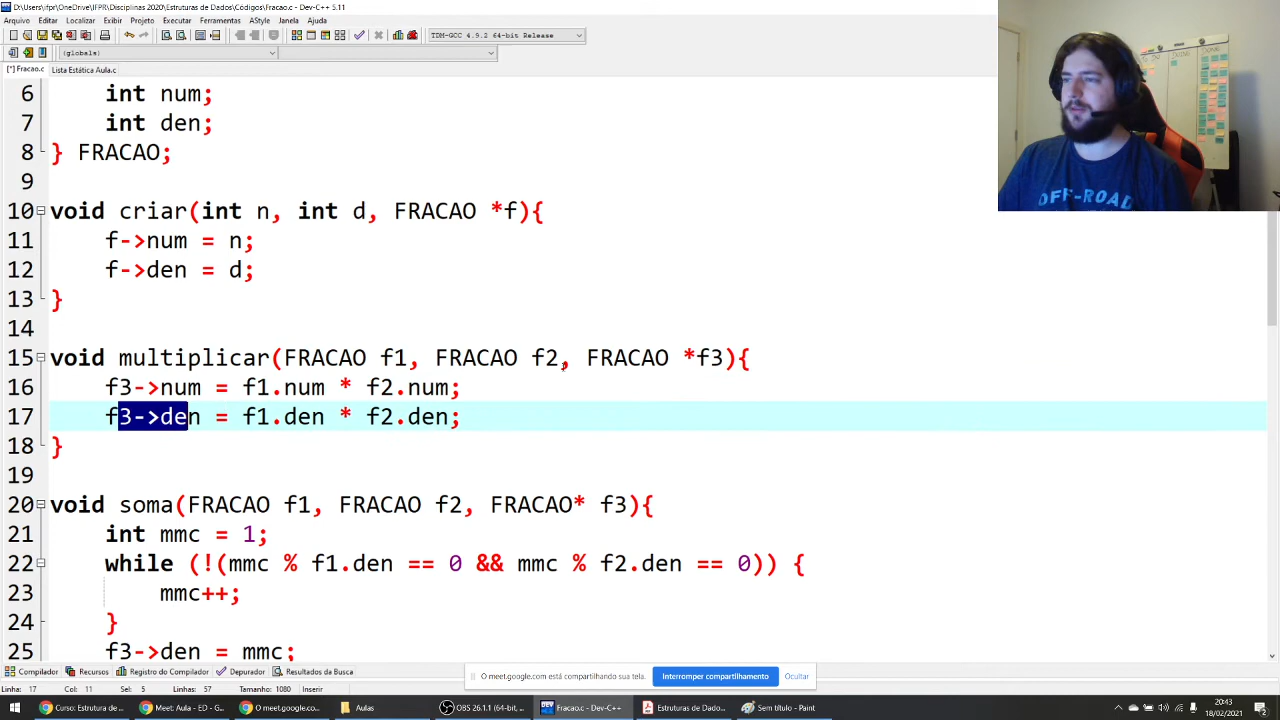 D:\Users\ifpr\OneDrive\IFPR\Disciplinas 2020\Estruturas de Dados\Códigos\Fracao.c - Dev-C++ 5.11
Arquivo Editar Localizar Exibir Projeto Executar Ferramentas AStyle Janela Ajuda
TDM-GCC 4.9.2 64-bit Release
(globals)
[*] Fracao.c Lista Estática Aula.c
6 int num;
7 int den;
8 } FRACAO;
9
10 void criar(int n, int d, FRACAO *f){
11 f->num = n;
12 f->den = d;
13 }
14
15 void multiplicar(FRACAO f1, FRACAO f2, FRACAO *f3){
16 f3->num = f1.num * f2.num;
17 f3->den = f1.den * f2.den;
18 }
19
20 void soma(FRACAO f1, FRACAO f2, FRACAO* f3){
21 int mmc = 1;
22 while (!(mmc % f1.den == 0 && mmc % f2.den == 0)) {
23 mmc++;
24 }
25 f3->den = mmc;
OFF-ROAD
Compilador Recursos Registro do Compilador Depurador Resultados da Busca
O meet.google.com está compartilhando sua tela. Interromper compartilhamento Ocultar
Linha: 17 Col: 11 Sel: 5 Linhas: 57 Tamanho: 1080 Inserir
Curso: Estrutura de ... Meet: Aula - ED - G... O meet.google.co... Aulas OBS 26.1.1 (64-bit, ... Fracao.c - Dev-C++ Estruturas de Dado... Sem título - Paint
20:43
18/02/2021